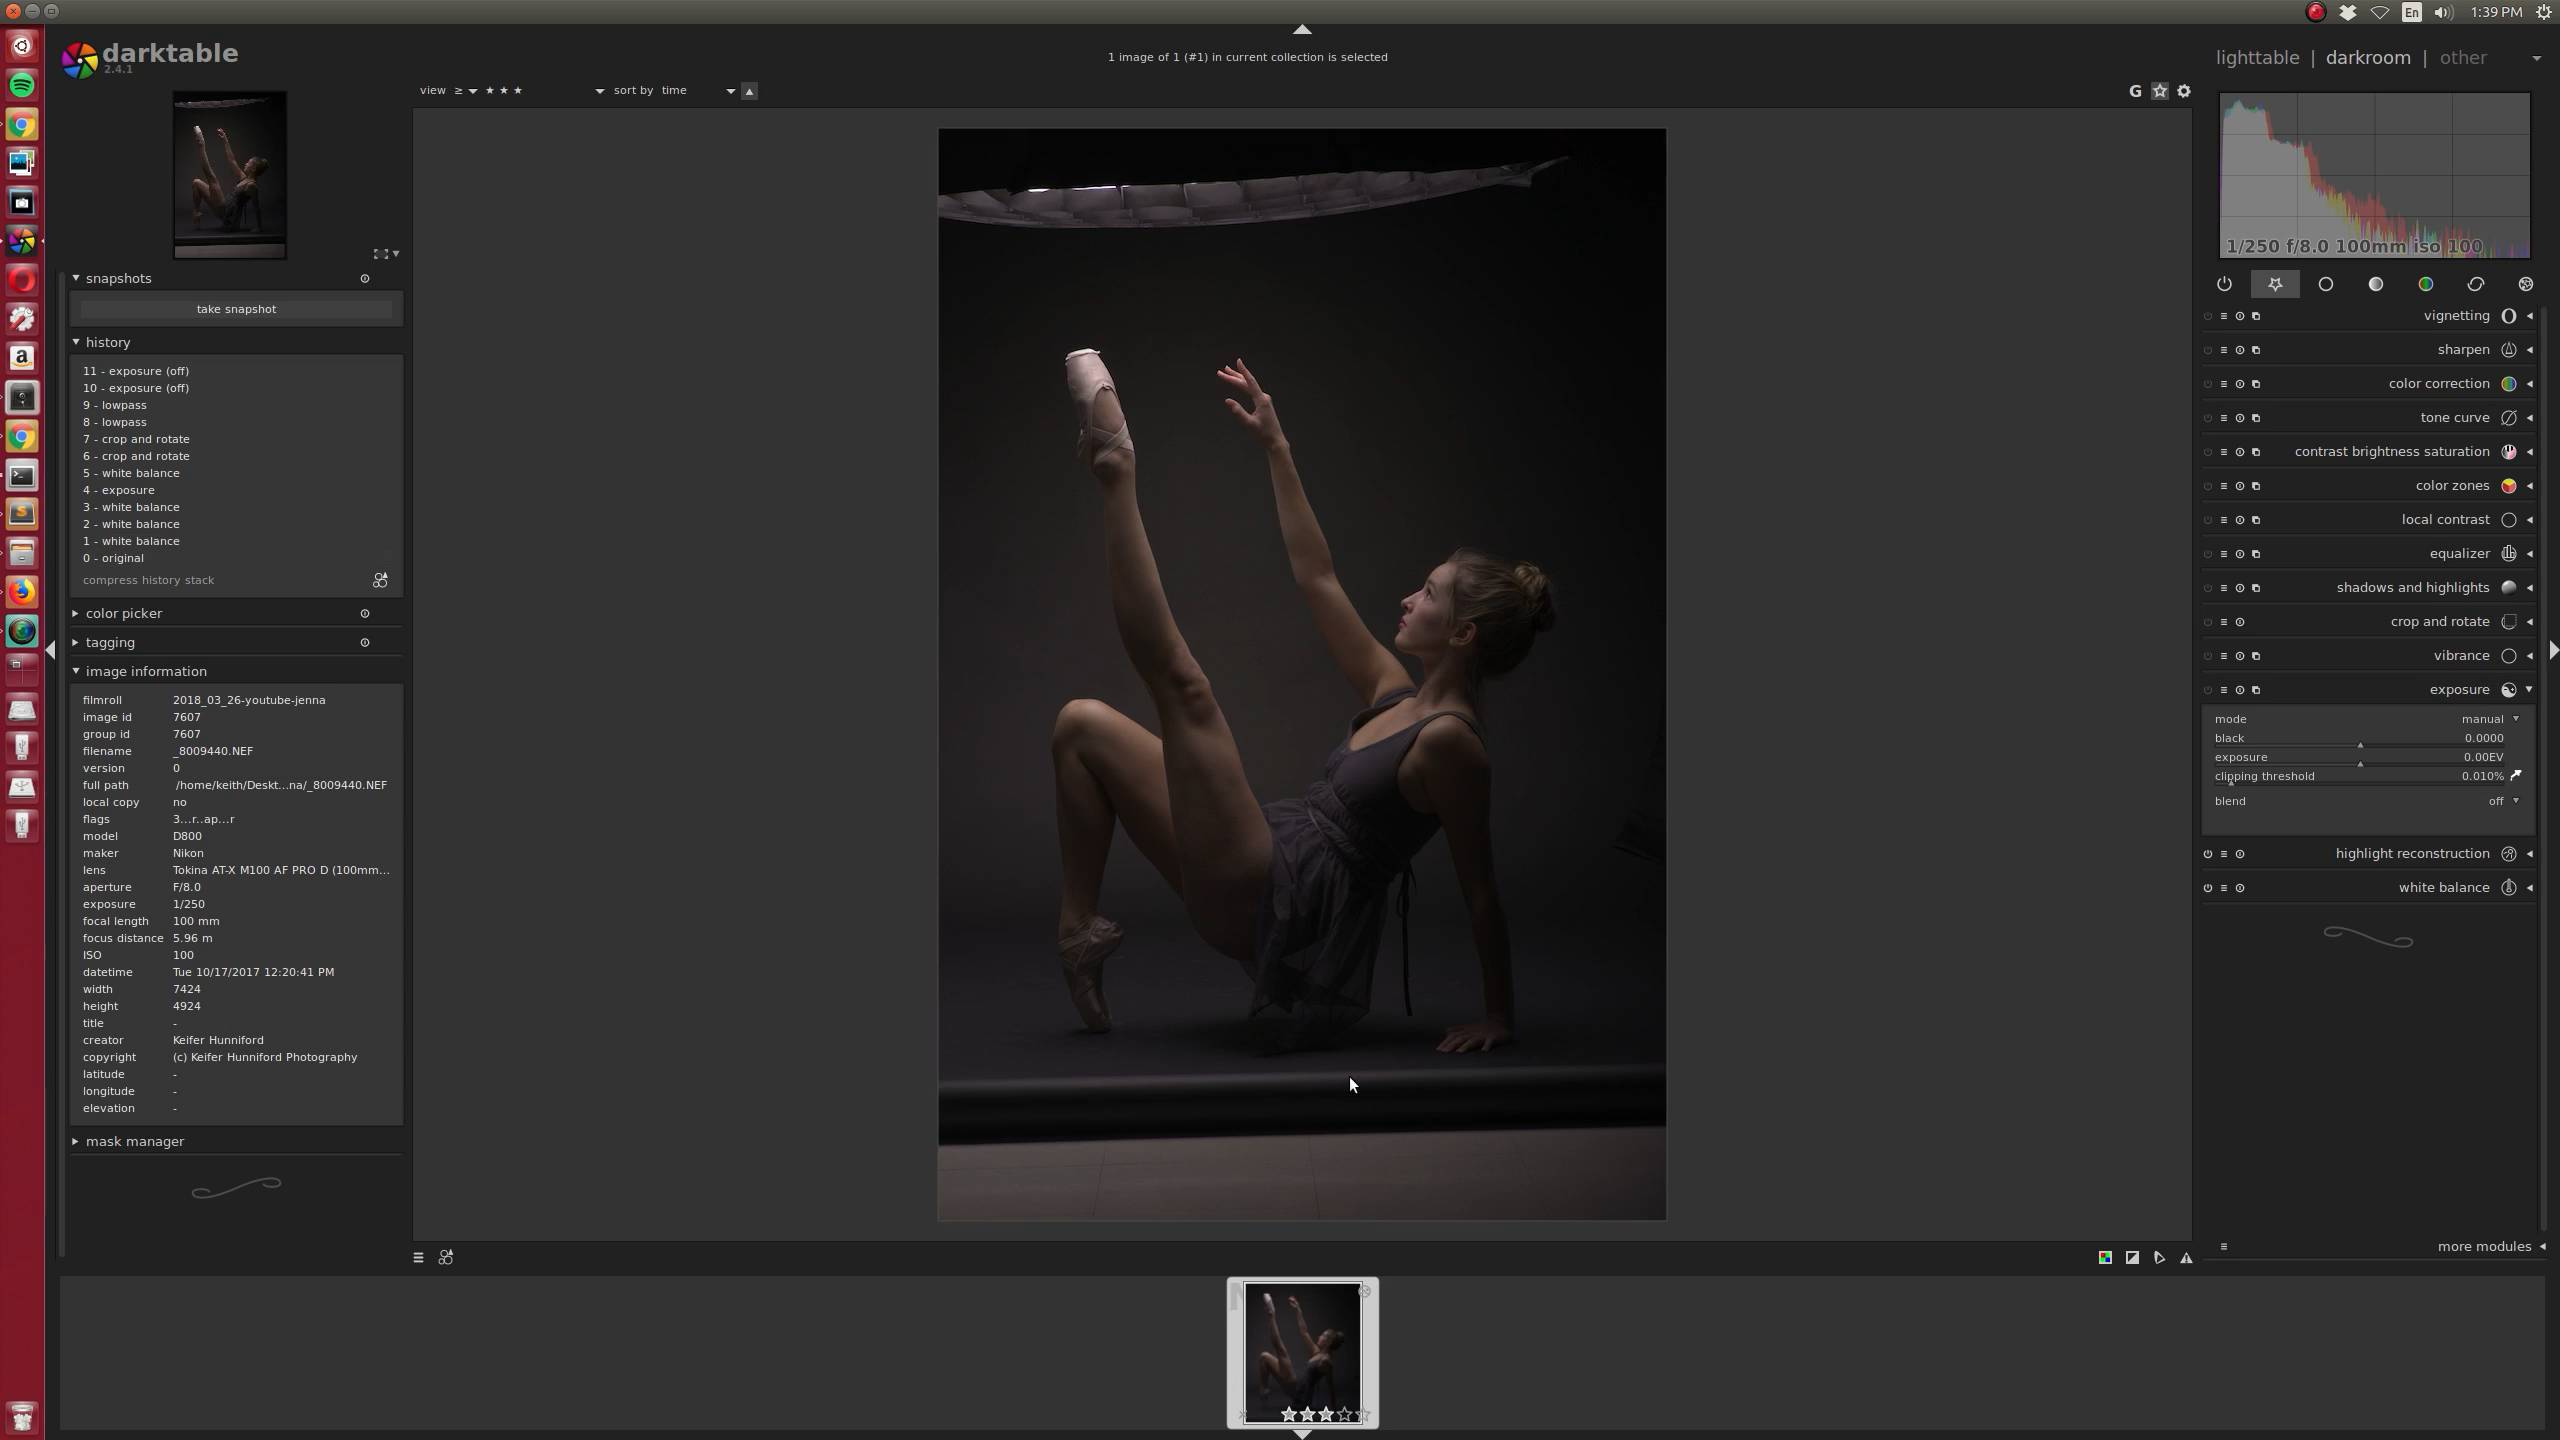 En
1:39 PM
darktable
2.4.1
1 image of 1 (#1) in current collection is selected
lighttable | darkroom | other
view ≥ ★ ★ ★ sort by time
G
1/250 f/8.0 100mm iso 100
snapshots
take snapshot
history
11 - exposure (off)
10 - exposure (off)
9 - lowpass
8 - lowpass
7 - crop and rotate
6 - crop and rotate
5 - white balance
4 - exposure
3 - white balance
2 - white balance
1 - white balance
0 - original
compress history stack
color picker
tagging
image information
filmroll 2018_03_26-youtube-jenna
image id 7607
group id 7607
filename _8009440.NEF
version 0
full path /home/keith/Deskt...na/_8009440.NEF
local copy no
flags 3...r..ap...r
model D800
maker Nikon
lens Tokina AT-X M100 AF PRO D (100mm...
aperture F/8.0
exposure 1/250
focal length 100 mm
focus distance 5.96 m
ISO 100
datetime Tue 10/17/2017 12:20:41 PM
width 7424
height 4924
title -
creator Keifer Hunniford
copyright (c) Keifer Hunniford Photography
latitude -
longitude -
elevation -
mask manager
vignetting
sharpen
color correction
tone curve
contrast brightness saturation
color zones
local contrast
equalizer
shadows and highlights
crop and rotate
vibrance
exposure
mode manual
black 0.0000
exposure 0.00EV
clipping threshold 0.010%
blend off
highlight reconstruction
white balance
more modules